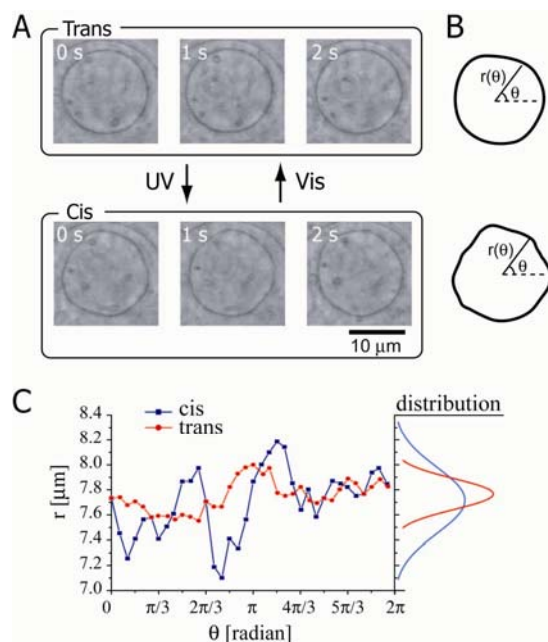 A
Trans
0 s
1 s
2 s
UV
Vis
Cis
0 s
1 s
2 s
10 μm
B
r(θ)
θ
r(θ)
θ
C
cis
trans
distribution
r [μm]
8.4
8.2
8.0
7.8
7.6
7.4
7.2
7.0
0
π/3
2π/3
π
4π/3
5π/3
2π
θ [radian]